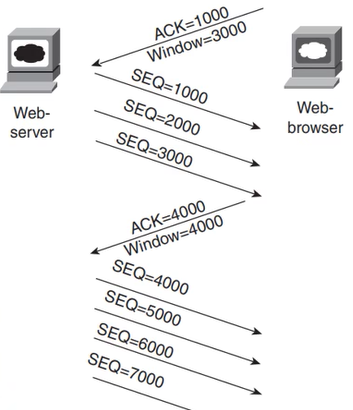 ACK=1000
Window=3000
SEQ=1000
Web-
server
Web-
browser
SEQ=2000
SEQ=3000
ACK=4000
Window=4000
SEQ=4000
SEQ=5000
SEQ=6000
SEQ=7000